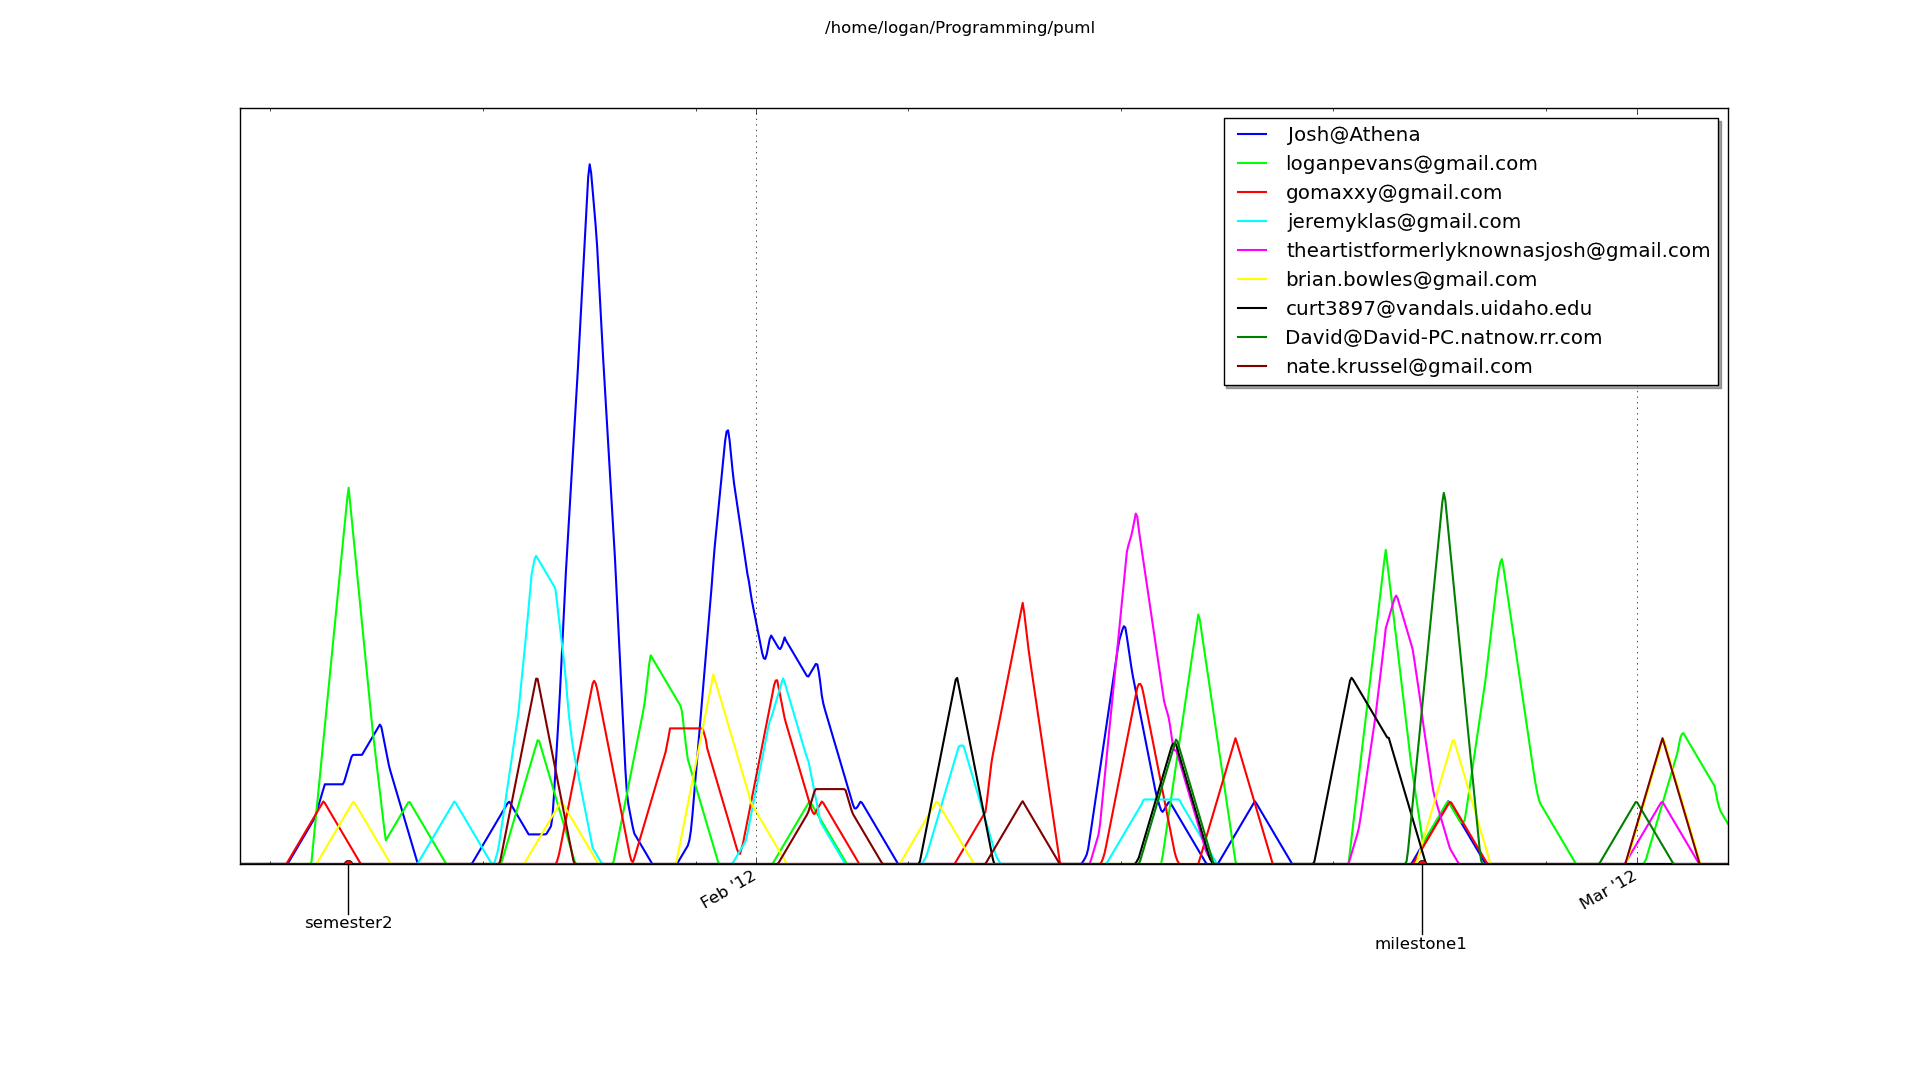 /home/logan/Programming/puml
Josh@Athena
loganpevans@gmail.com
gomaxxy@gmail.com
jeremyklas@gmail.com
theartistformerlyknownasjosh@gmail.com
brian.bowles@gmail.com
curt3897@vandals.uidaho.edu
David@David-PC.natnow.rr.com
nate.krussel@gmail.com
Feb '12
Mar '12
semester2
milestone1